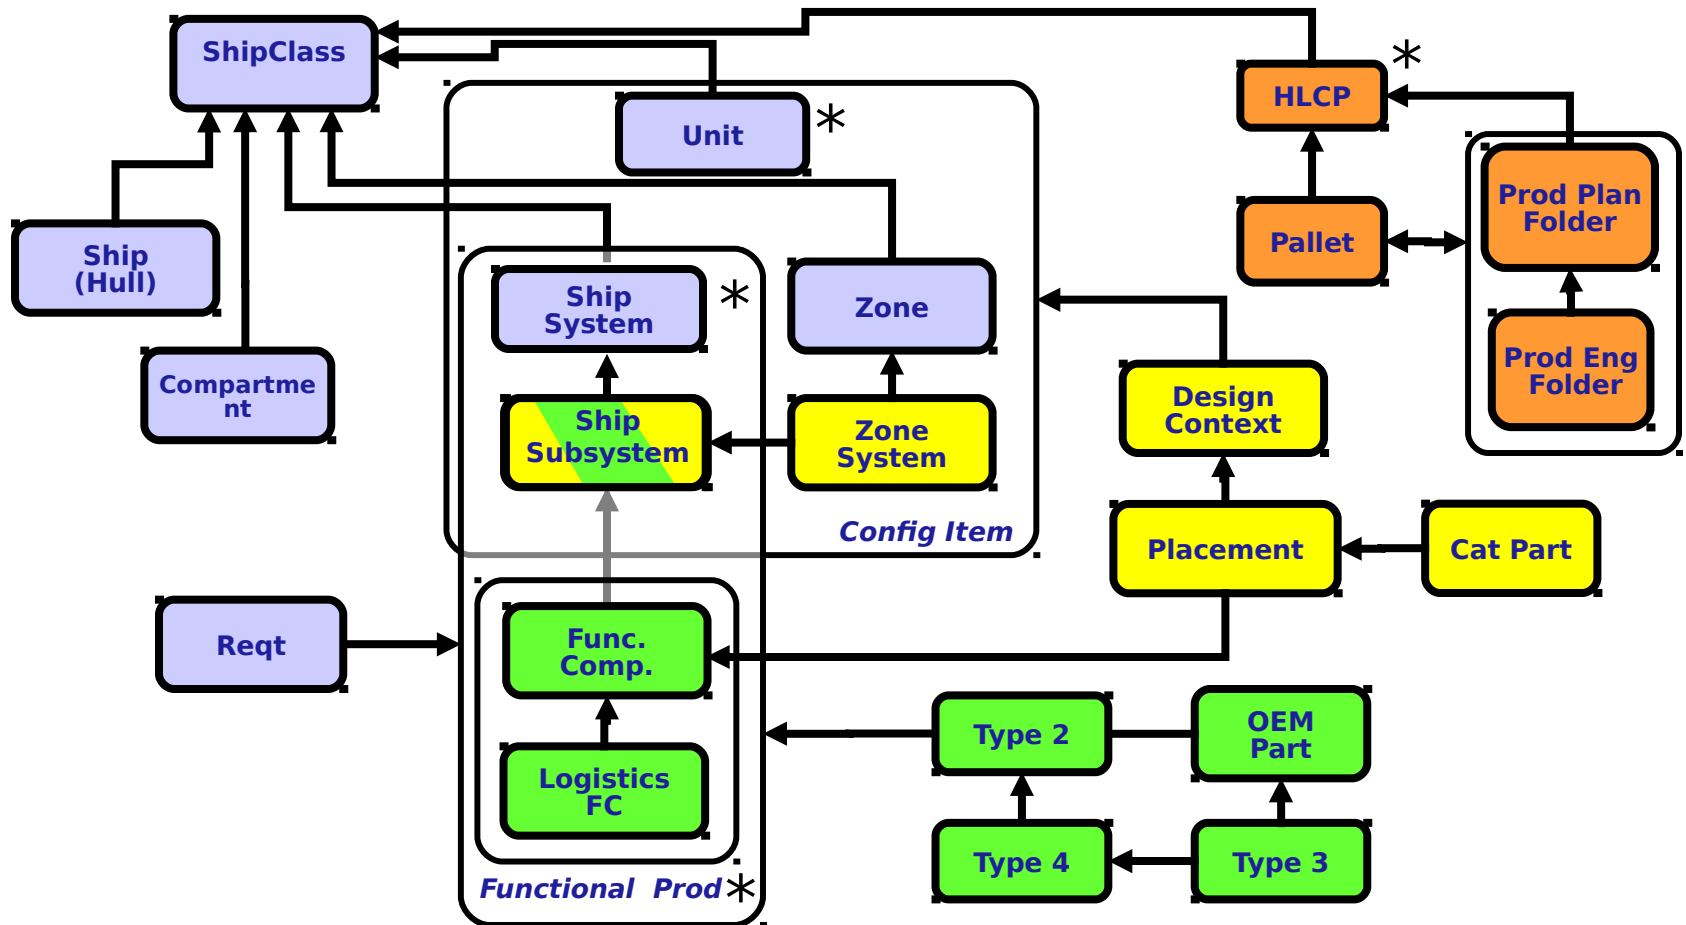 ShipClass
*
HLCP
Unit
*
Prod Plan
Folder
Pallet
Ship
(Hull)
Ship
System
*
Zone
Prod Eng
Folder
Compartme
nt
Design
Context
Ship
Subsystem
Zone
System
Config Item
Placement
Cat Part
Reqt
Func.
Comp.
Type 2
OEM
Part
Logistics
FC
Type 4
Type 3
Functional Prod *